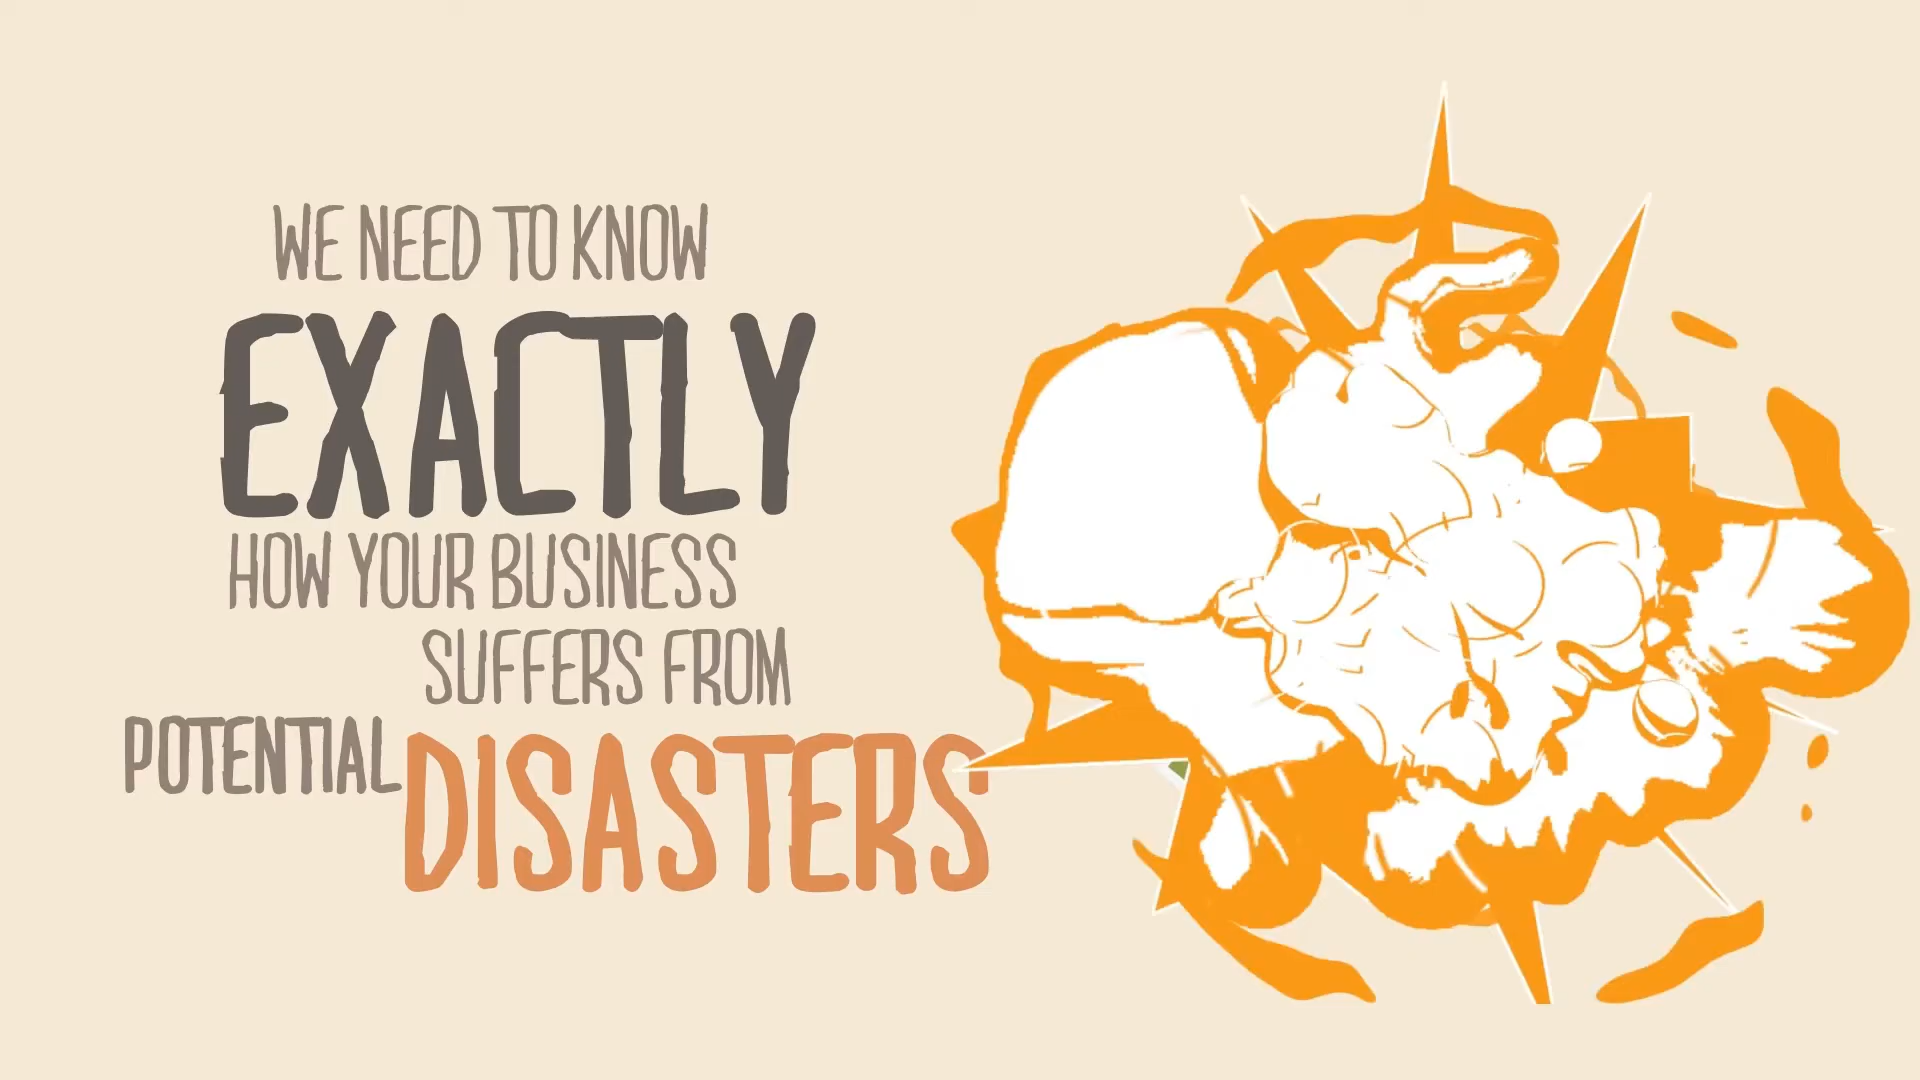 WE NEED TO KNOW
EXACTLY
HOW YOUR BUSINESS
SUFFERS FROM
POTENTIAL DISASTERS